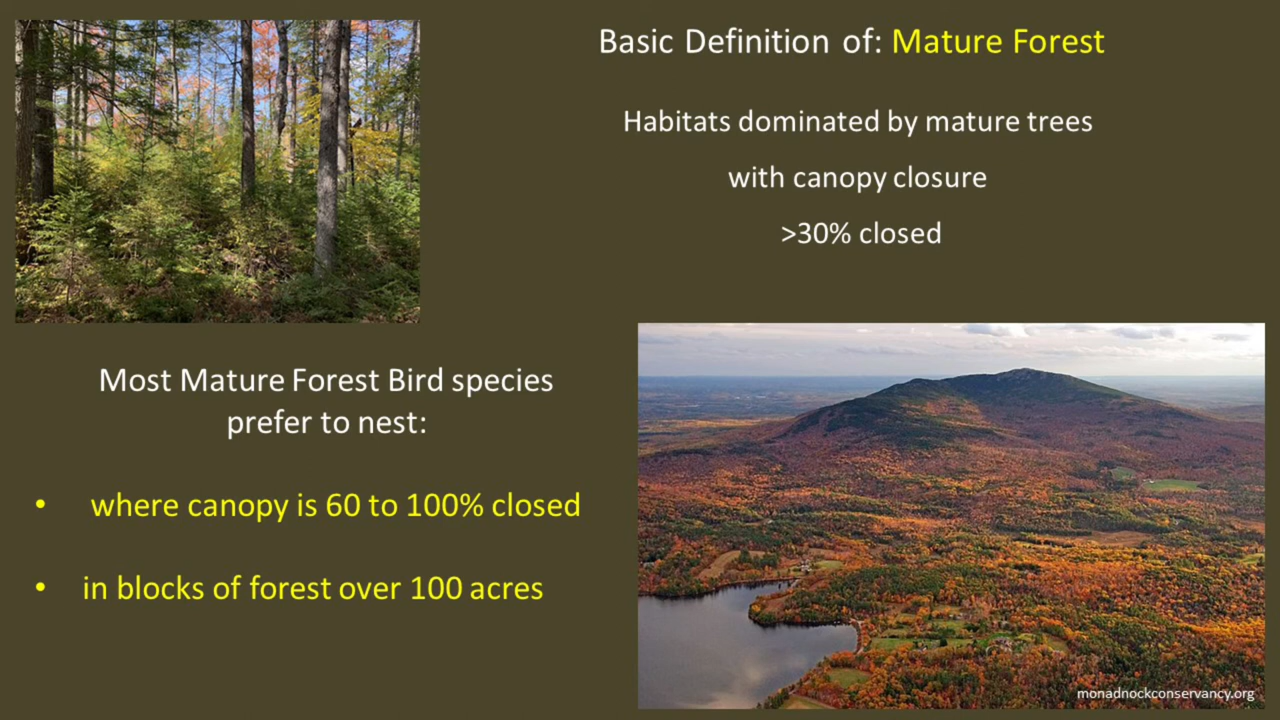 Basic Definition of: Mature Forest
Habitats dominated by mature trees
with canopy closure
>30% closed
Most Mature Forest Bird species
prefer to nest:
• where canopy is 60 to 100% closed
• in blocks of forest over 100 acres
monadnockconservancy.org